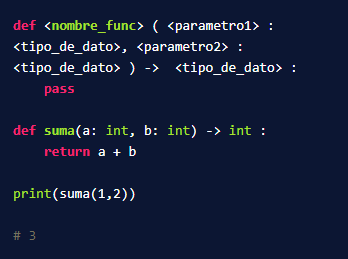 def <nombre_func> ( <parametro1> :
<tipo_de_dato>, <parametro2> :
<tipo_de_dato> ) ->  <tipo_de_dato> :
    pass

def suma(a: int, b: int) -> int :
    return a + b

print(suma(1,2))

# 3